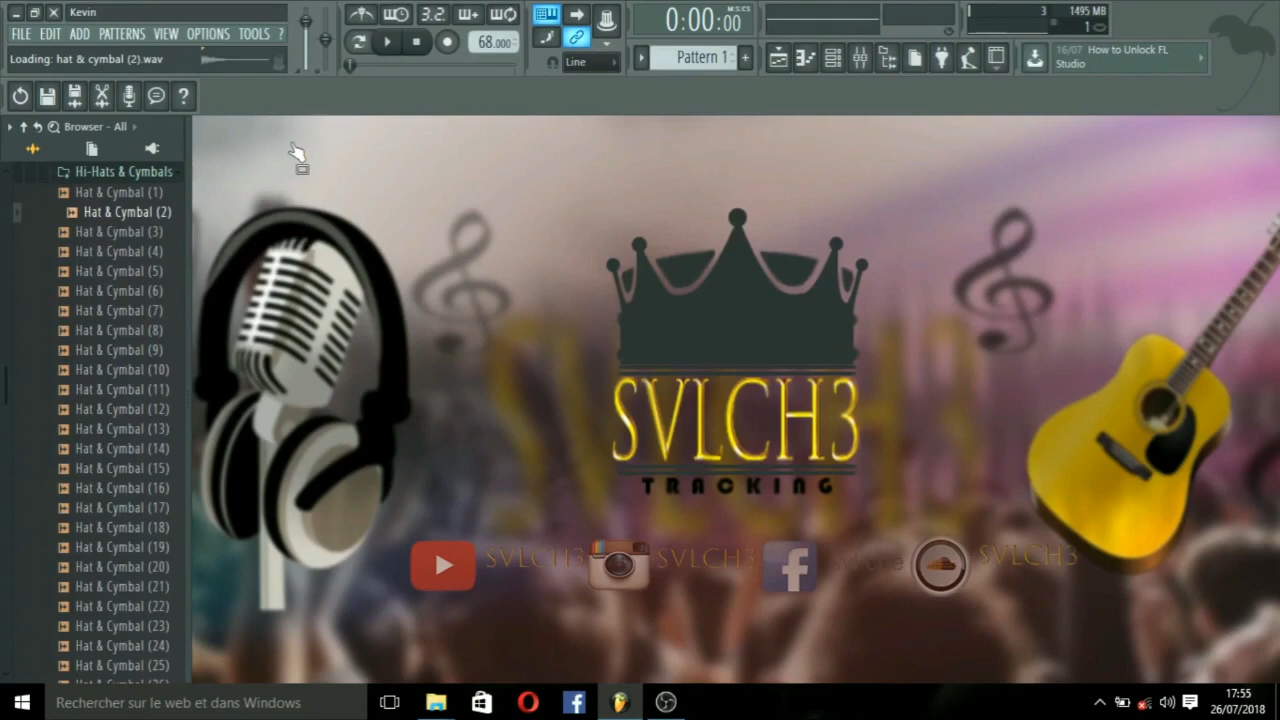 Kevin
FILE EDIT ADD PATTERNS VIEW OPTIONS TOOLS ?
Loading: hat & cymbal (2).wav
3.2.
68.000
Line
0:00:00
M:S:CS
Pattern 1
3
1495 MB
1
16/07 How to Unlock FL
Studio
?
Browser - All
Hi-Hats & Cymbals
Hat & Cymbal (1)
Hat & Cymbal (2)
Hat & Cymbal (3)
Hat & Cymbal (4)
Hat & Cymbal (5)
Hat & Cymbal (6)
Hat & Cymbal (7)
Hat & Cymbal (8)
Hat & Cymbal (9)
Hat & Cymbal (10)
Hat & Cymbal (11)
Hat & Cymbal (12)
Hat & Cymbal (13)
Hat & Cymbal (14)
Hat & Cymbal (15)
Hat & Cymbal (16)
Hat & Cymbal (17)
Hat & Cymbal (18)
Hat & Cymbal (19)
Hat & Cymbal (20)
Hat & Cymbal (21)
Hat & Cymbal (22)
Hat & Cymbal (23)
Hat & Cymbal (24)
Hat & Cymbal (25)
SVLCH3
TRACKING
SVLCH3
SVLCH3
SVLCH3
Rechercher sur le web et dans Windows
17:55
26/07/2018